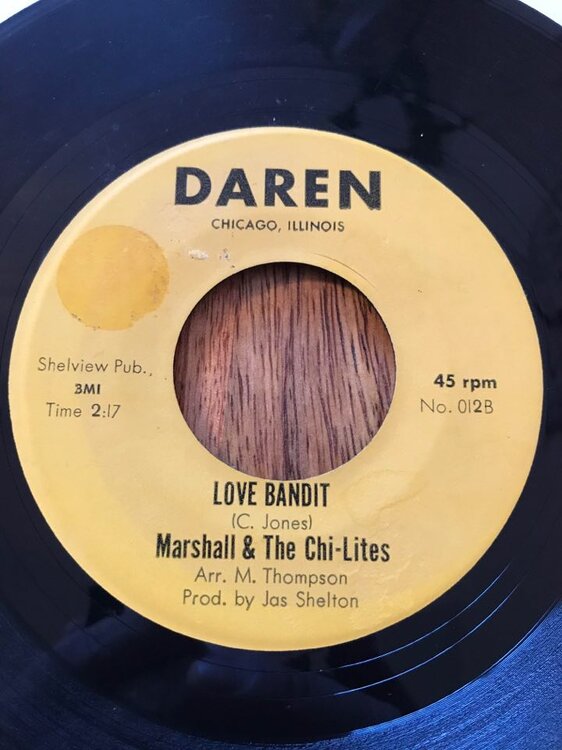 DAREN
CHICAGO, ILLINOIS
Shelview Pub.,
3MI
Time 2:17
45 rpm
No. 012B
LOVE BANDIT
(C. Jones)
Marshall & The Chi-Lites
Arr. M. Thompson
Prod. by Jas Shelton